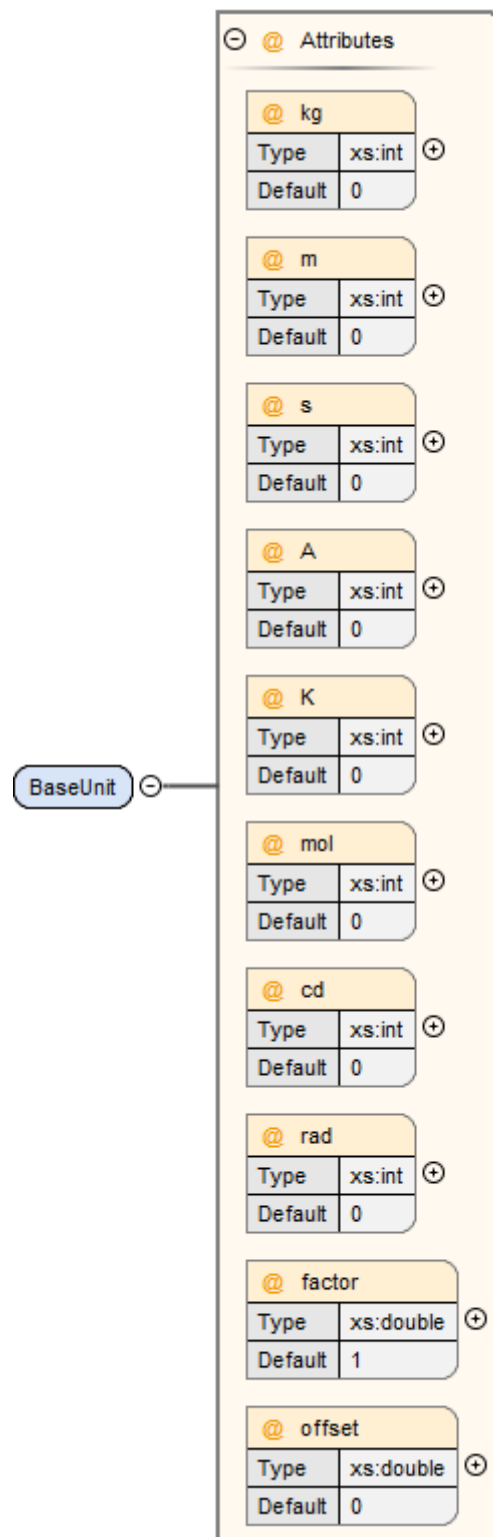 @ Attributes
@ kg
Type xs:int
Default 0
@ m
Type xs:int
Default 0
@ s
Type xs:int
Default 0
@ A
Type xs:int
Default 0
@ K
Type xs:int
Default 0
BaseUnit
@ mol
Type xs:int
Default 0
@ cd
Type xs:int
Default 0
@ rad
Type xs:int
Default 0
@ factor
Type xs:double
Default 1
@ offset
Type xs:double
Default 0